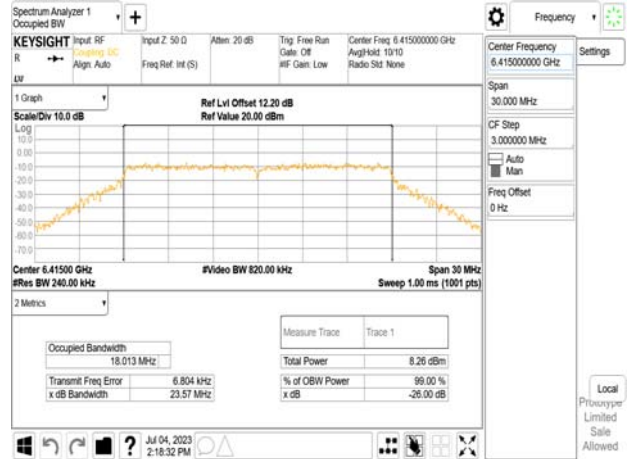 Spectrum Analyzer 1
Occupied BW
Frequency
KEYSIGHT
R
LXI
Input: RF
Coupling: DC
Align: Auto
Input Z: 50 Ω
Freq Ref: Int (S)
Atten: 20 dB
Trig: Free Run
Gate: Off
#IF Gain: Low
Center Freq: 6.415000000 GHz
Avg|Hold: 10/10
Radio Std: None
1 Graph
Scale/Div 10.0 dB
Ref Lvl Offset 12.20 dB
Ref Value 20.00 dBm
Log
10.0
0.00
-10.0
-20.0
-30.0
-40.0
-50.0
-60.0
-70.0
Center 6.41500 GHz
#Res BW 240.00 kHz
#Video BW 820.00 kHz
Span 30 MHz
Sweep 1.00 ms (1001 pts)
2 Metrics
Measure Trace Trace 1
Occupied Bandwidth
18.013 MHz
Total Power 8.26 dBm
Transmit Freq Error 6.804 kHz
% of OBW Power 99.00 %
x dB Bandwidth 23.57 MHz
x dB -26.00 dB
Jul 04, 2023
2:18:32 PM
Center Frequency
6.415000000 GHz
Settings
Span
30.000 MHz
CF Step
3.000000 MHz
Auto
Man
Freq Offset
0 Hz
Local
Prototype
Limited
Sale
Allowed